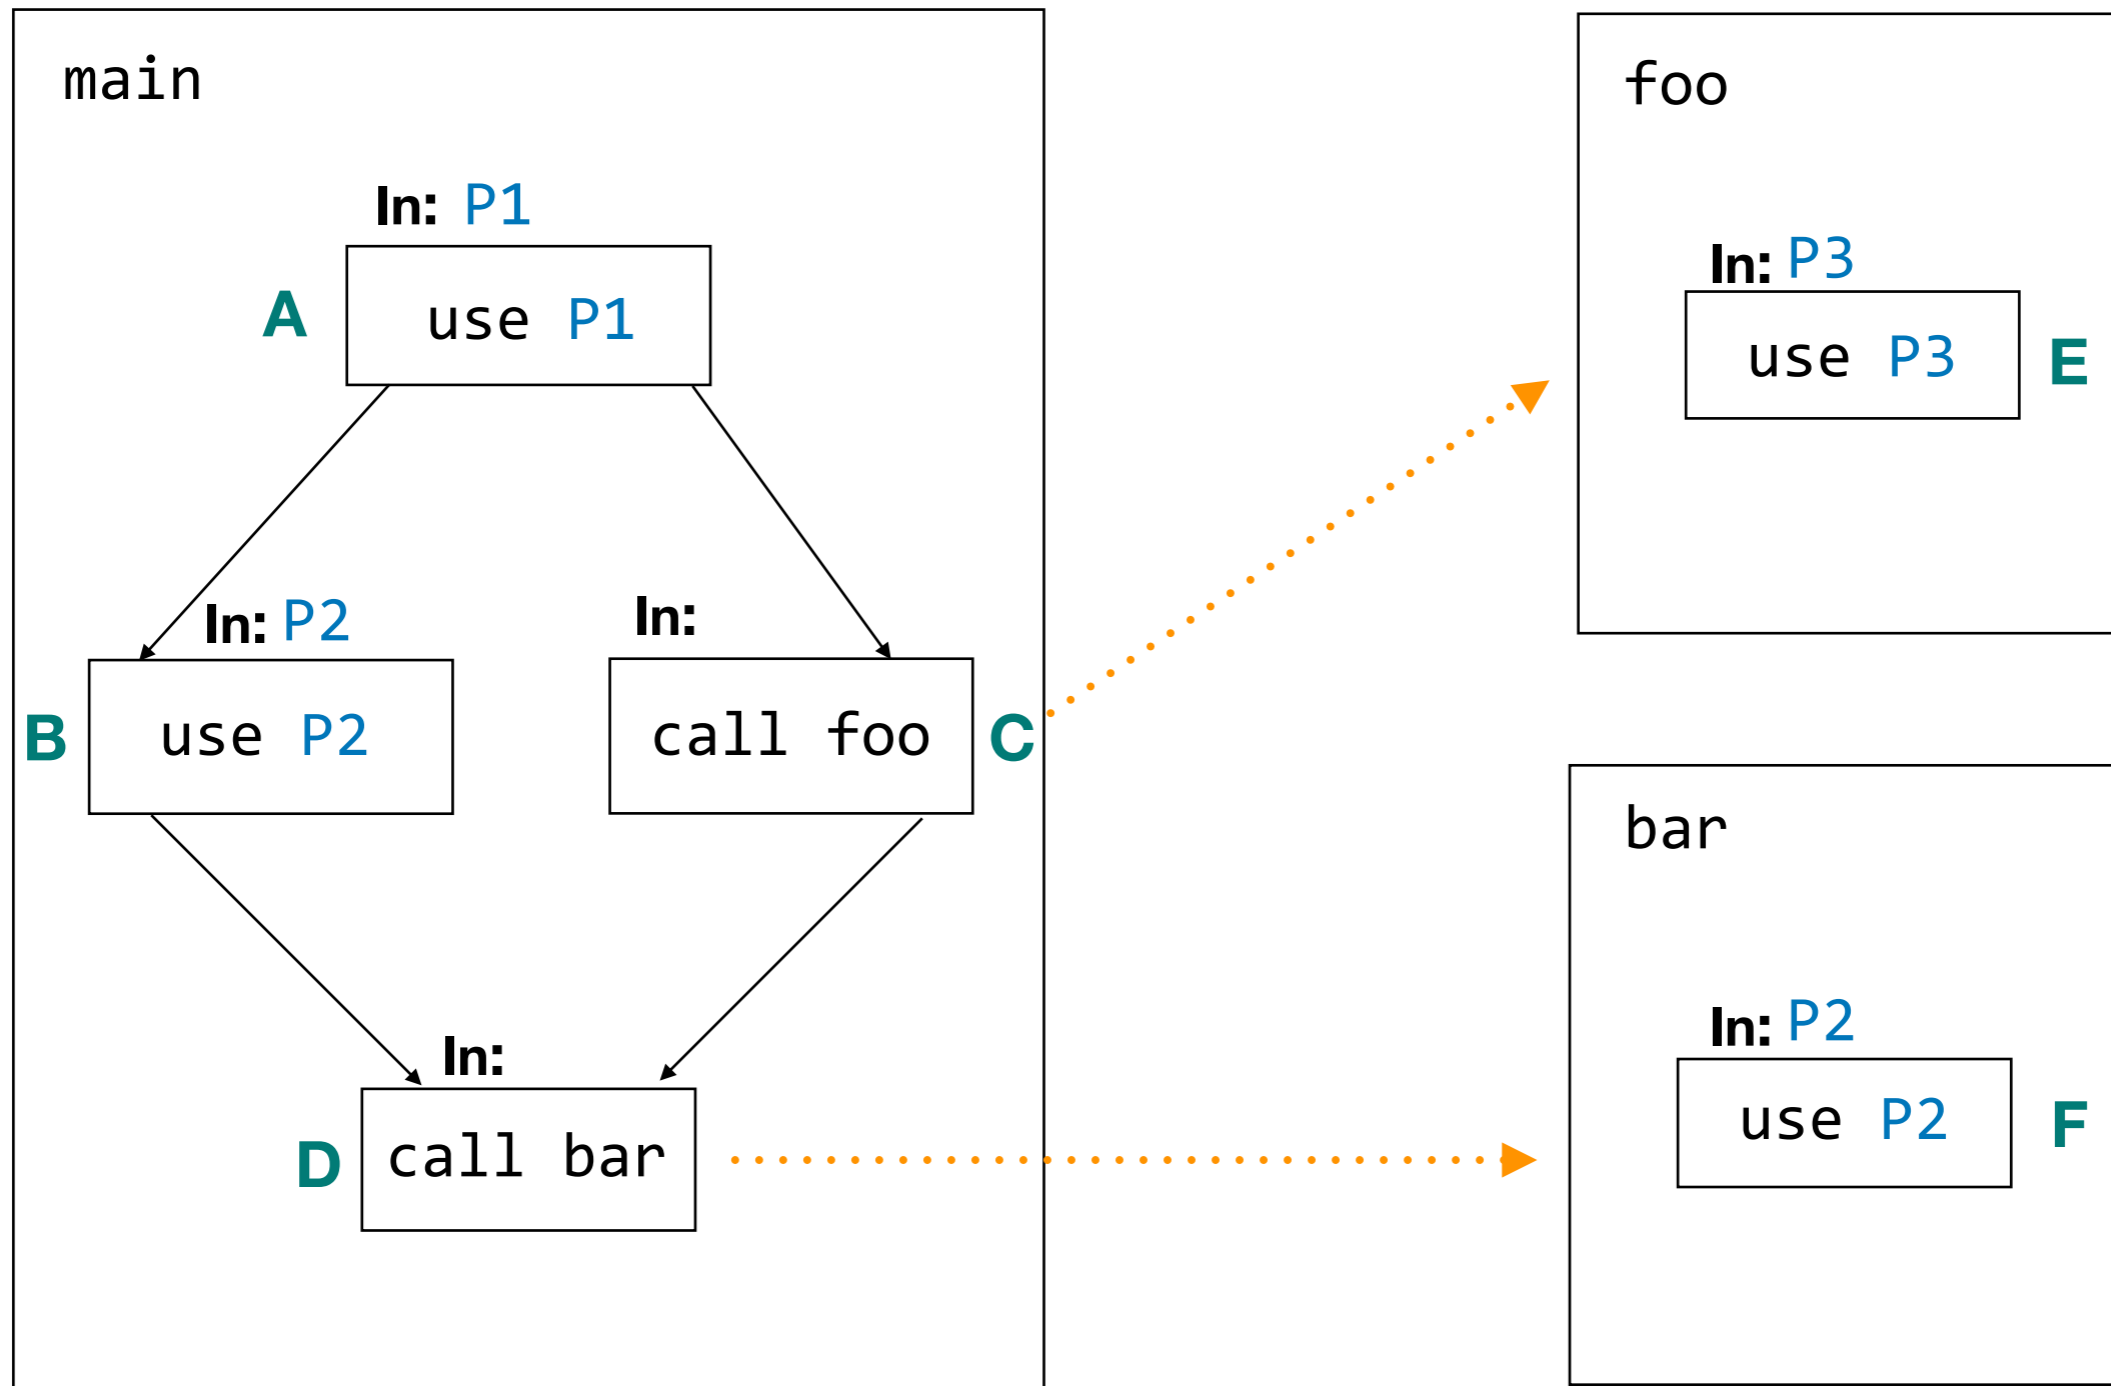 main
In: P1
A
use P1
In: P2
B
use P2
In:
call foo
C
In:
D
call bar
foo
In: P3
use P3
E
bar
In: P2
use P2
F